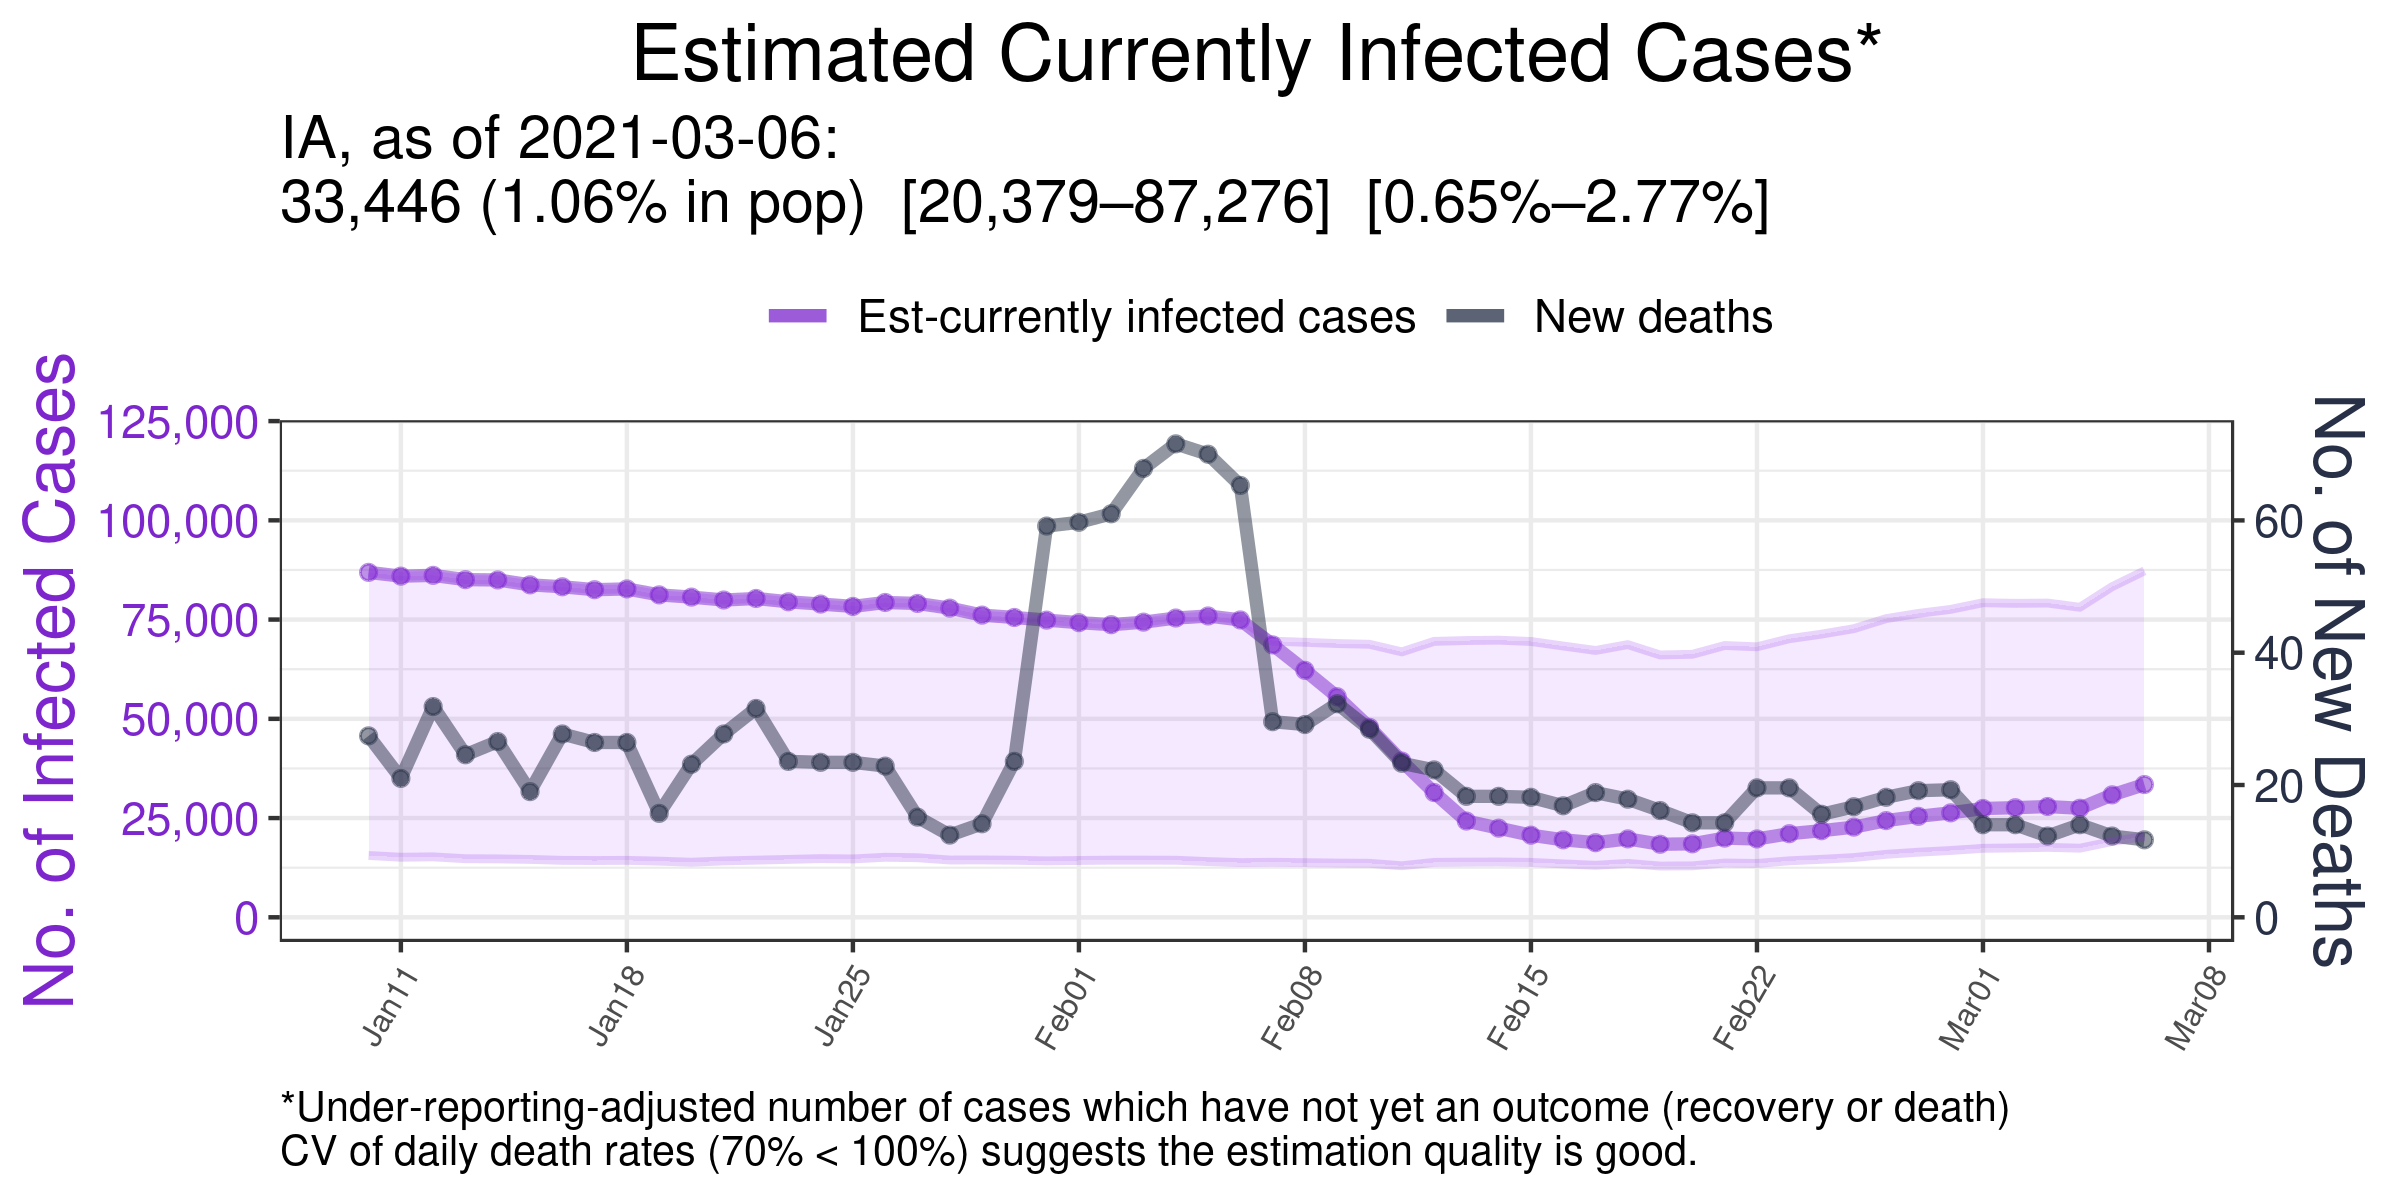 Estimated Currently Infected Cases*
IA, as of 2021-03-06:
33,446 (1.06% in pop)  [20,379–87,276]  [0.65%–2.77%]
Est-currently infected cases
New deaths
No. of Infected Cases
125,000
100,000
75,000
50,000
25,000
0
No. of New Deaths
60
40
20
0
Jan11
Jan18
Jan25
Feb01
Feb08
Feb15
Feb22
Mar01
Mar08
*Under-reporting-adjusted number of cases which have not yet an outcome (recovery or death)
CV of daily death rates (70% < 100%) suggests the estimation quality is good.